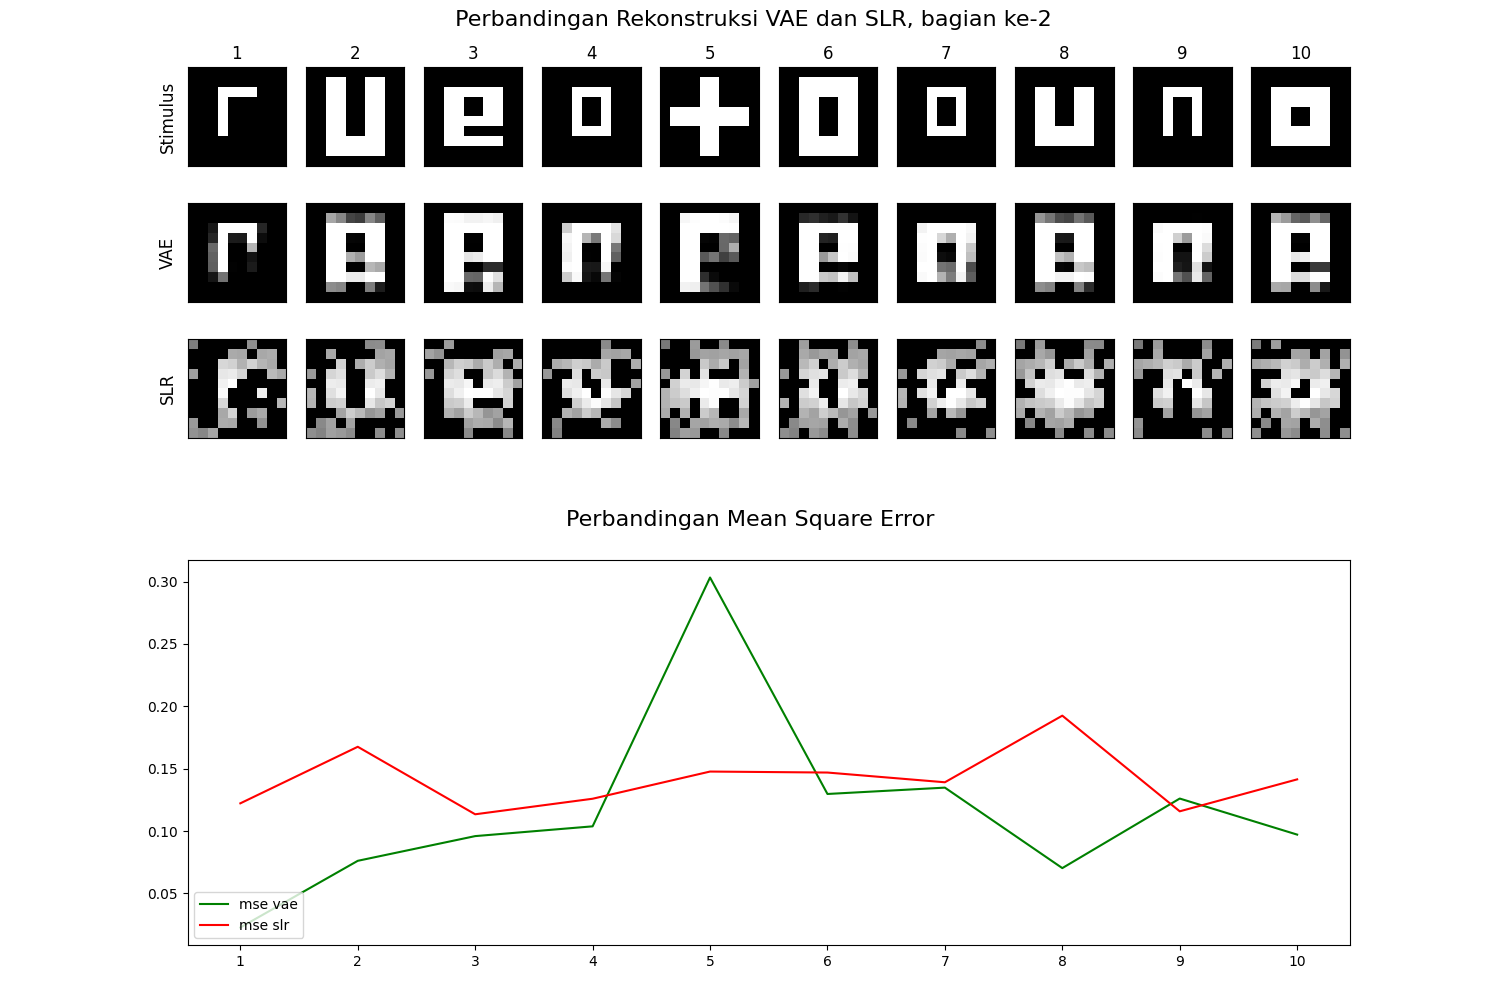 Perbandingan Rekonstruksi VAE dan SLR, bagian ke-2
1 2 3 4 5 6 7 8 9 10
Stimulus
VAE
SLR
Perbandingan Mean Square Error
0.30
0.25
0.20
0.15
0.10
0.05
mse vae
mse slr
1 2 3 4 5 6 7 8 9 10